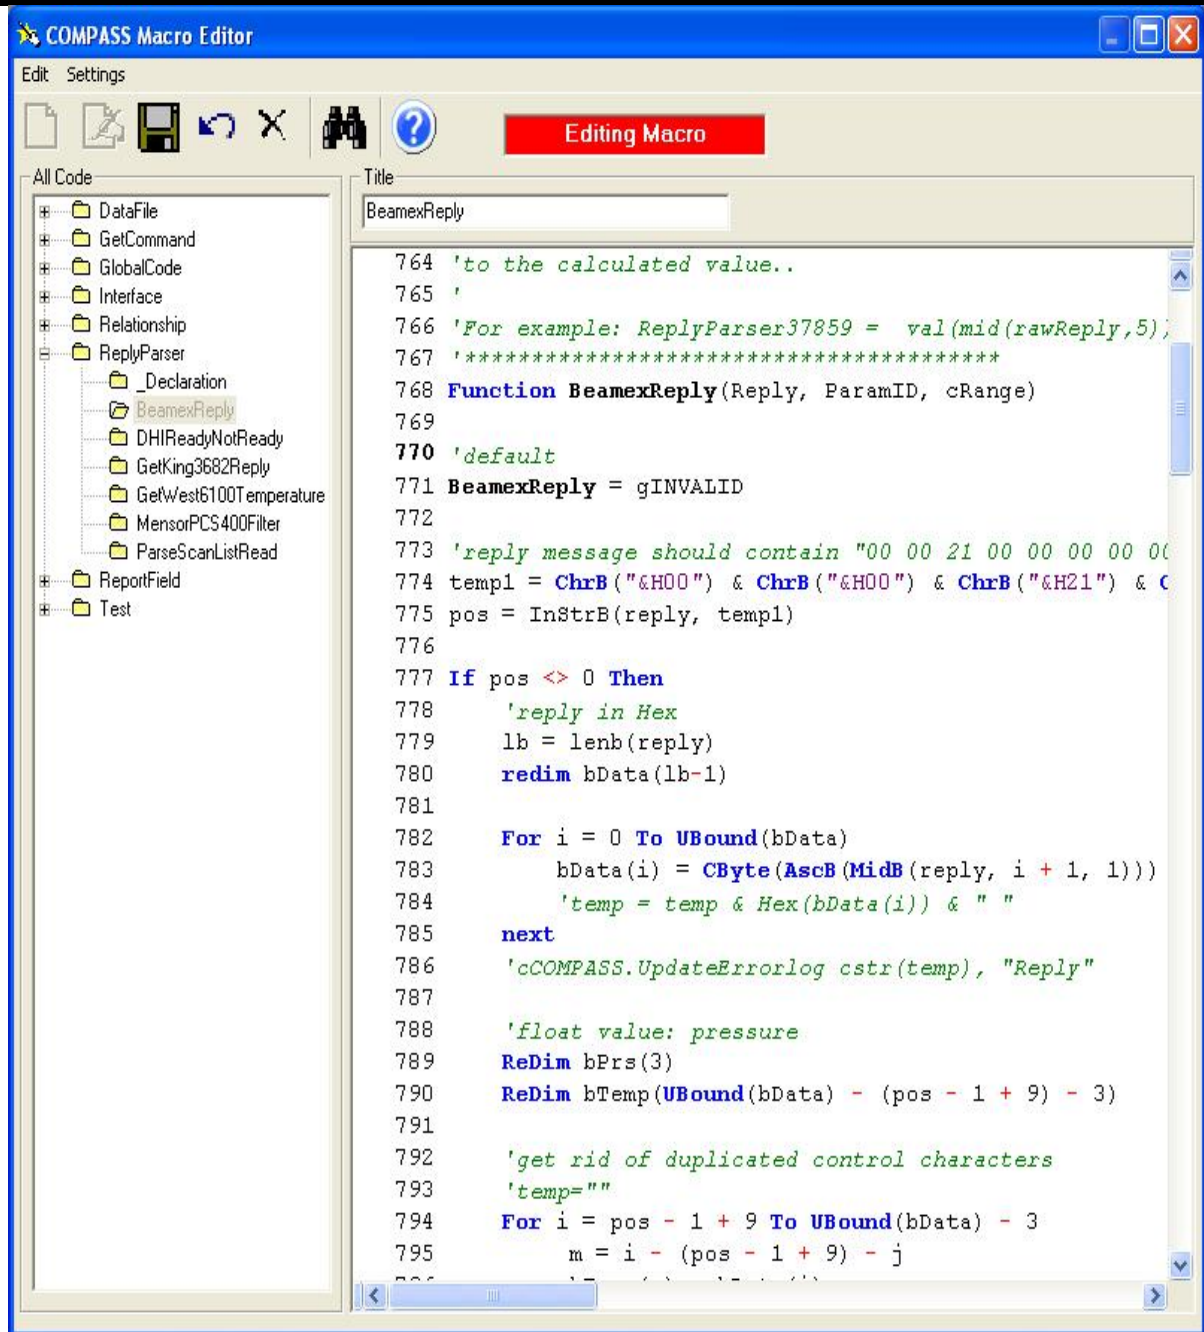 COMPASS Macro Editor
Edit Settings
Editing Macro
All Code
DataFile
GetCommand
GlobalCode
Interface
Relationship
ReplyParser
_Declaration
BeamexReply
DHIReadyNotReady
GetKing3682Reply
GetWest6100Temperature
MensorPCS400Filter
ParseScanListRead
ReportField
Test
Title
BeamexReply
764 'to the calculated value..
765 '
766 'For example: ReplyParser37859 =  val(mid(rawReply,5))
767 '****************************************
768 Function BeamexReply(Reply, ParamID, cRange)
769
770 'default
771 BeamexReply = gINVALID
772
773 'reply message should contain "00 00 21 00 00 00 00 00
774 temp1 = ChrB("&H00") & ChrB("&H00") & ChrB("&H21") & C
775 pos = InStrB(reply, temp1)
776
777 If pos <> 0 Then
778 'reply in Hex
779 lb = lenb(reply)
780 redim bData(lb-1)
781
782 For i = 0 To UBound(bData)
783 bData(i) = CByte(AscB(MidB(reply, i + 1, 1)))
784 'temp = temp & Hex(bData(i)) & " "
785 next
786 'cCOMPASS.UpdateErrorlog cstr(temp), "Reply"
787
788 'float value: pressure
789 ReDim bPrs(3)
790 ReDim bTemp(UBound(bData) - (pos - 1 + 9) - 3)
791
792 'get rid of duplicated control characters
793 'temp=""
794 For i = pos - 1 + 9 To UBound(bData) - 3
795 m = i - (pos - 1 + 9) - j